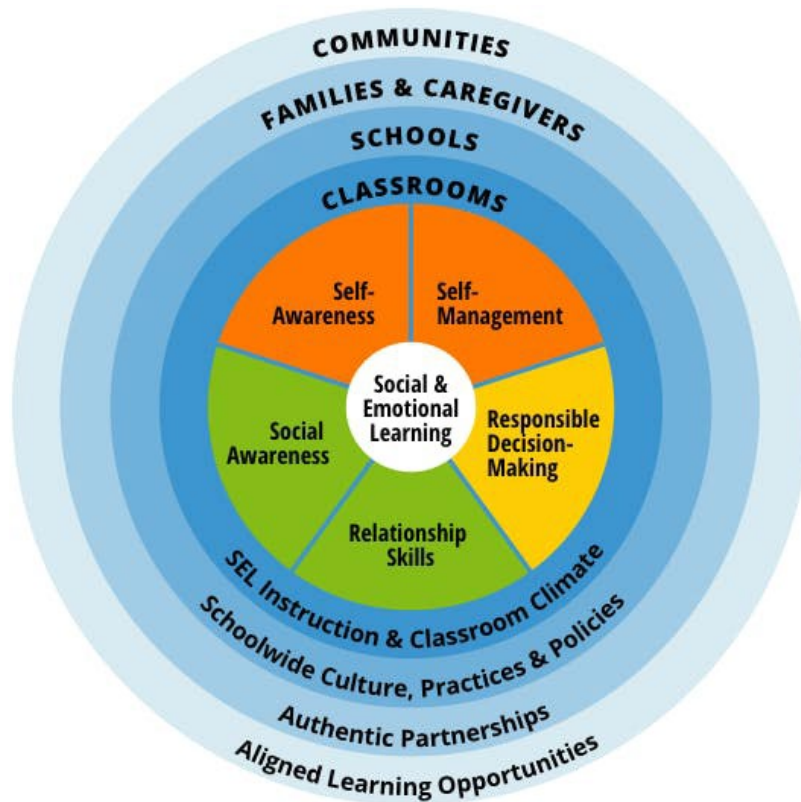 COMMUNITIES
FAMILIES & CAREGIVERS
SCHOOLS
CLASSROOMS
Self-
Awareness
Self-
Management
Social &
Emotional
Learning
Social
Awareness
Responsible
Decision-
Making
Relationship
Skills
SEL Instruction & Classroom Climate
Schoolwide Culture, Practices & Policies
Authentic Partnerships
Aligned Learning Opportunities